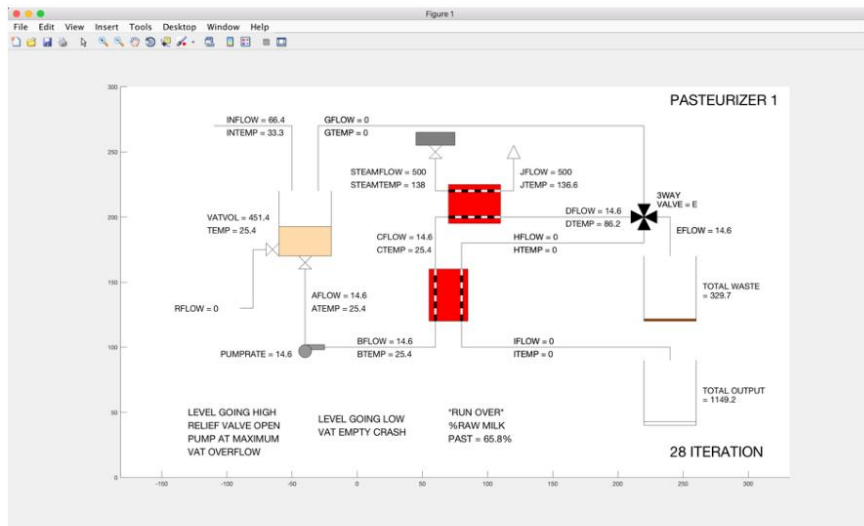 Figure 1
File Edit View Insert Tools Desktop Window Help
PASTEURIZER 1
INFLOW = 66.4
INTEMP = 33.3
GFLOW = 0
GTEMP = 0
STEAMFLOW = 500
STEAMTEMP = 138
JFLOW = 500
JTEMP = 136.6
3WAY
VALVE = E
VATVOL = 451.4
TEMP = 25.4
DFLOW = 14.6
DTEMP = 86.2
EFLOW = 14.6
CFLOW = 14.6
CTEMP = 25.4
HFLOW = 0
HTEMP = 0
RFLOW = 0
AFLOW = 14.6
ATEMP = 25.4
TOTAL WASTE
= 329.7
PUMPRATE = 14.6
BFLOW = 14.6
BTEMP = 25.4
IFLOW = 0
ITEMP = 0
TOTAL OUTPUT
= 1149.2
LEVEL GOING HIGH
RELIEF VALVE OPEN
PUMP AT MAXIMUM
VAT OVERFLOW
LEVEL GOING LOW
VAT EMPTY CRASH
*RUN OVER*
%RAW MILK
PAST = 65.8%
28 ITERATION
300
250
200
150
100
50
0
-150 -100 -50 0 50 100 150 200 250 300